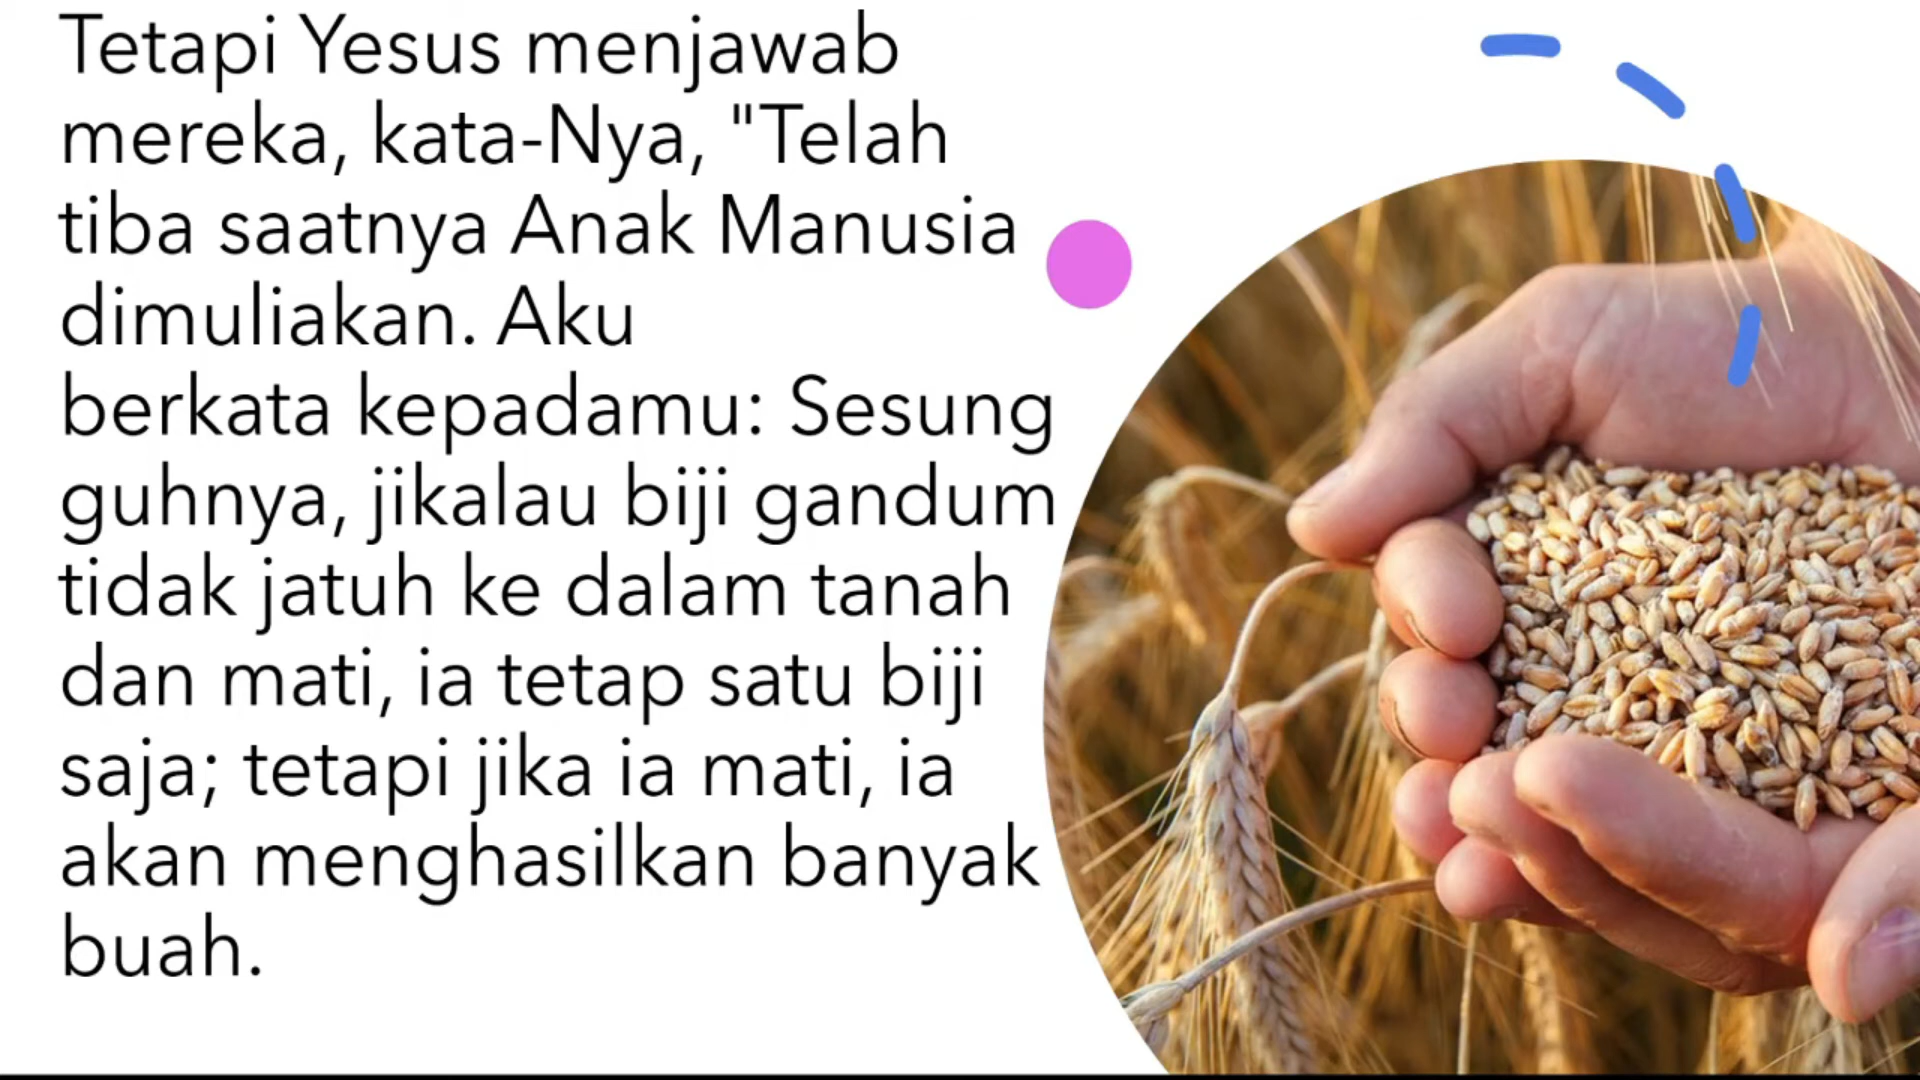 Tetapi Yesus menjawab
mereka, kata-Nya, "Telah
tiba saatnya Anak Manusia
dimuliakan. Aku
berkata kepadamu: Sesung
guhnya, jikalau biji gandum
tidak jatuh ke dalam tanah
dan mati, ia tetap satu biji
saja; tetapi jika ia mati, ia
akan menghasilkan banyak
buah.